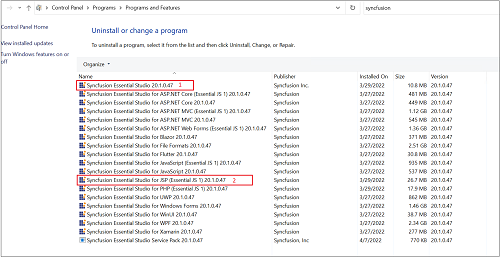 Control Panel > Programs > Programs and Features
syncfusion
Control Panel Home
View installed updates
Turn Windows features on or off
Uninstall or change a program
To uninstall a program, select it from the list and then click Uninstall, Change, or Repair.
Organize
Name Publisher Installed On Size Version
Syncfusion Essential Studio 20.1.0.47 1 Syncfusion Inc. 3/29/2022 10.8 MB 20.1.0.47
Syncfusion Essential Studio for ASP.NET Core (Essential JS 1) 20.1.0.47 Syncfusion Inc. 3/27/2022 481 MB 20.1.0.47
Syncfusion Essential Studio for ASP.NET Core 20.1.0.47 Syncfusion Inc. 3/27/2022 449 MB 20.1.0.47
Syncfusion Essential Studio for ASP.NET MVC (Essential JS 1) 20.1.0.47 Syncfusion Inc. 3/27/2022 1.12 GB 20.1.0.47
Syncfusion Essential Studio for ASP.NET MVC 20.1.0.47 Syncfusion Inc. 3/27/2022 545 MB 20.1.0.47
Syncfusion Essential Studio for ASP.NET Web Forms (Essential JS 1) 20.1.0.47 Syncfusion Inc. 3/27/2022 1.36 GB 20.1.0.47
Syncfusion Essential Studio for Blazor 20.1.0.47 Syncfusion Inc. 3/27/2022 371 MB 20.1.0.47
Syncfusion Essential Studio for File Formats 20.1.0.47 Syncfusion Inc. 3/27/2022 2.51 GB 20.1.0.47
Syncfusion Essential Studio for Flutter 20.1.0.47 Syncfusion Inc. 3/27/2022 30.8 MB 20.1.0.47
Syncfusion Essential Studio for JavaScript (Essential JS 1) 20.1.0.47 Syncfusion Inc. 3/27/2022 935 MB 20.1.0.47
Syncfusion Essential Studio for JavaScript 20.1.0.47 Syncfusion Inc. 3/27/2022 537 MB 20.1.0.47
Syncfusion Essential Studio for JSP (Essential JS 1) 20.1.0.47 2 Syncfusion Inc. 3/29/2022 26.7 MB 20.1.0.47
Syncfusion Essential Studio for PHP (Essential JS 1) 20.1.0.47 Syncfusion Inc. 3/29/2022 17.9 MB 20.1.0.47
Syncfusion Essential Studio for UWP 20.1.0.47 Syncfusion Inc. 3/27/2022 862 MB 20.1.0.47
Syncfusion Essential Studio for Windows Forms 20.1.0.47 Syncfusion Inc. 3/27/2022 1.46 GB 20.1.0.47
Syncfusion Essential Studio for WinUI 20.1.0.47 Syncfusion Inc. 3/27/2022 38.7 MB 20.1.0.47
Syncfusion Essential Studio for WPF 20.1.0.47 Syncfusion Inc. 3/27/2022 2.34 GB 20.1.0.47
Syncfusion Essential Studio for Xamarin 20.1.0.47 Syncfusion Inc. 3/27/2022 277 MB 20.1.0.47
Syncfusion Essential Studio Service Pack 20.1.0.47 Syncfusion, Inc 4/7/2022 770 KB 20.1.0.47